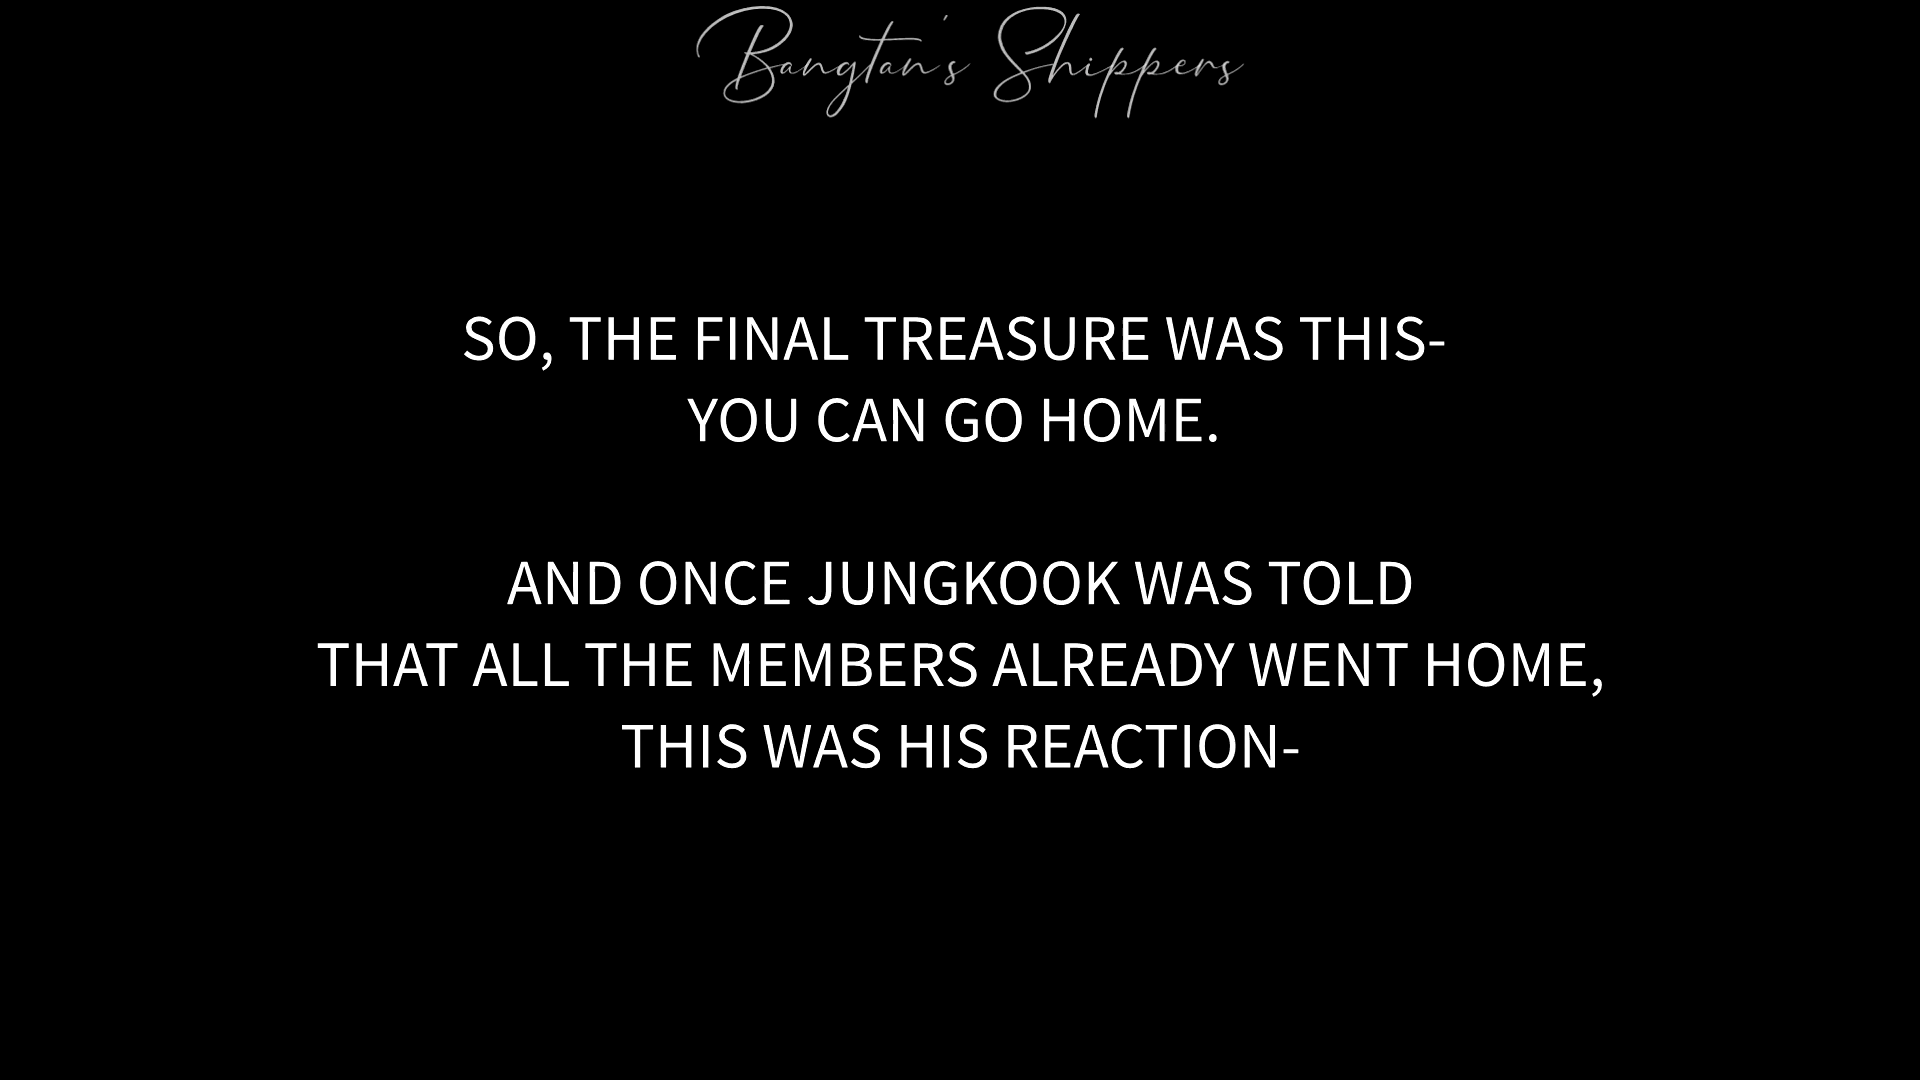 Bangtan's Shippers
SO, THE FINAL TREASURE WAS THIS-
YOU CAN GO HOME.
AND ONCE JUNGKOOK WAS TOLD
THAT ALL THE MEMBERS ALREADY WENT HOME,
THIS WAS HIS REACTION-